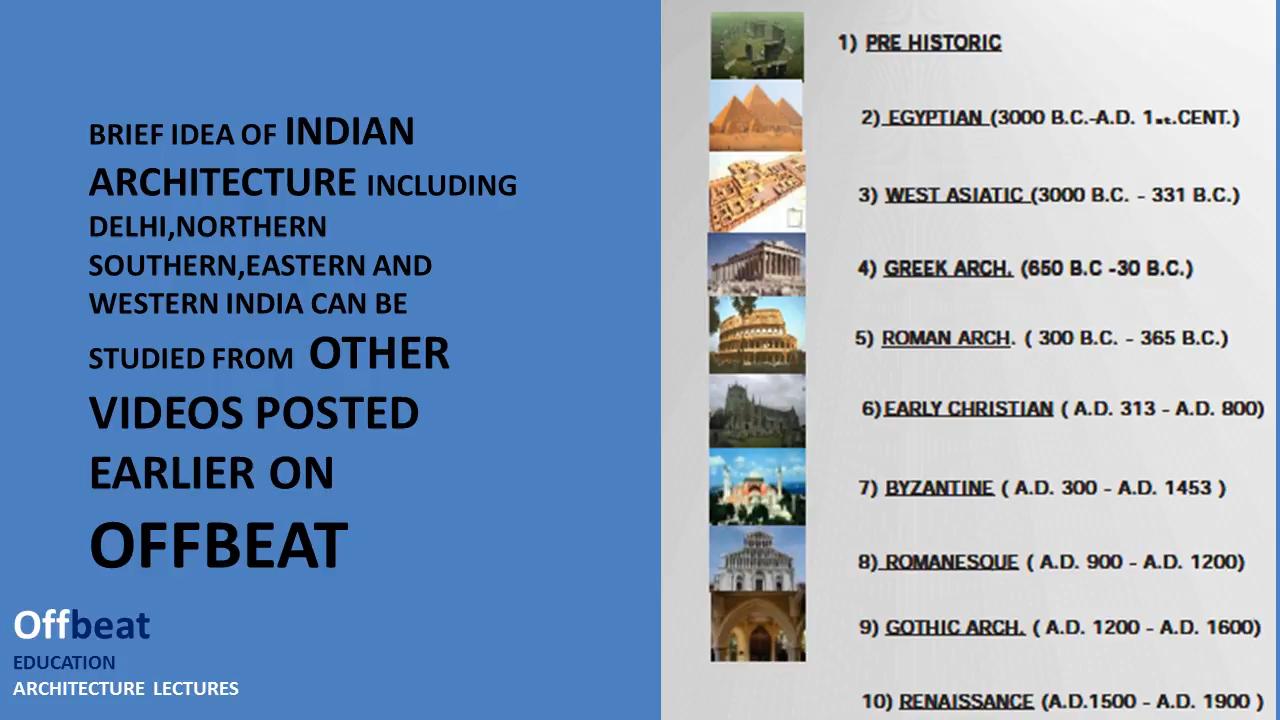 BRIEF IDEA OF INDIAN
ARCHITECTURE INCLUDING
DELHI,NORTHERN
SOUTHERN,EASTERN AND
WESTERN INDIA CAN BE
STUDIED FROM OTHER
VIDEOS POSTED
EARLIER ON
OFFBEAT
Offbeat
EDUCATION
ARCHITECTURE LECTURES
1) PRE HISTORIC
2) EGYPTIAN (3000 B.C.-A.D. 1st.CENT.)
3) WEST ASIATIC (3000 B.C. - 331 B.C.)
4) GREEK ARCH. (650 B.C -30 B.C.)
5) ROMAN ARCH. ( 300 B.C. - 365 B.C.)
6)EARLY CHRISTIAN ( A.D. 313 - A.D. 800)
7) BYZANTINE ( A.D. 300 - A.D. 1453 )
8) ROMANESQUE ( A.D. 900 - A.D. 1200)
9) GOTHIC ARCH. ( A.D. 1200 - A.D. 1600)
10) RENAISSANCE (A.D.1500 - A.D. 1900 )